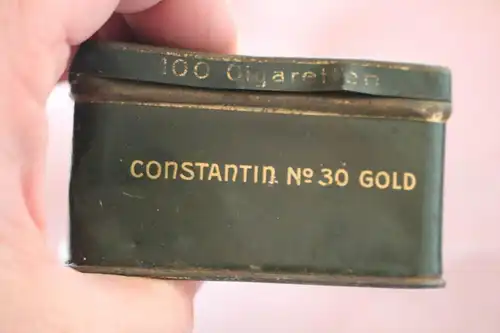 100 Cigaretten
CONSTANTIN No 30 GOLD